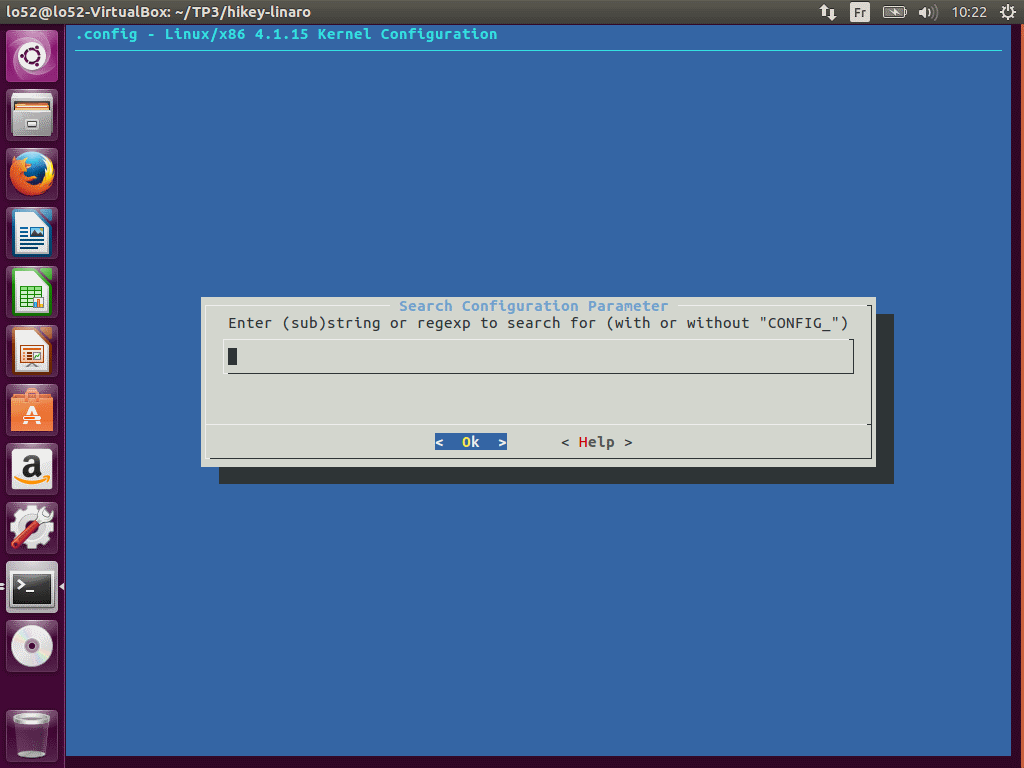 lo52@lo52-VirtualBox: ~/TP3/hikey-linaro
Fr
10:22
.config - Linux/x86 4.1.15 Kernel Configuration
Search Configuration Parameter
Enter (sub)string or regexp to search for (with or without "CONFIG_")
< Ok > < Help >